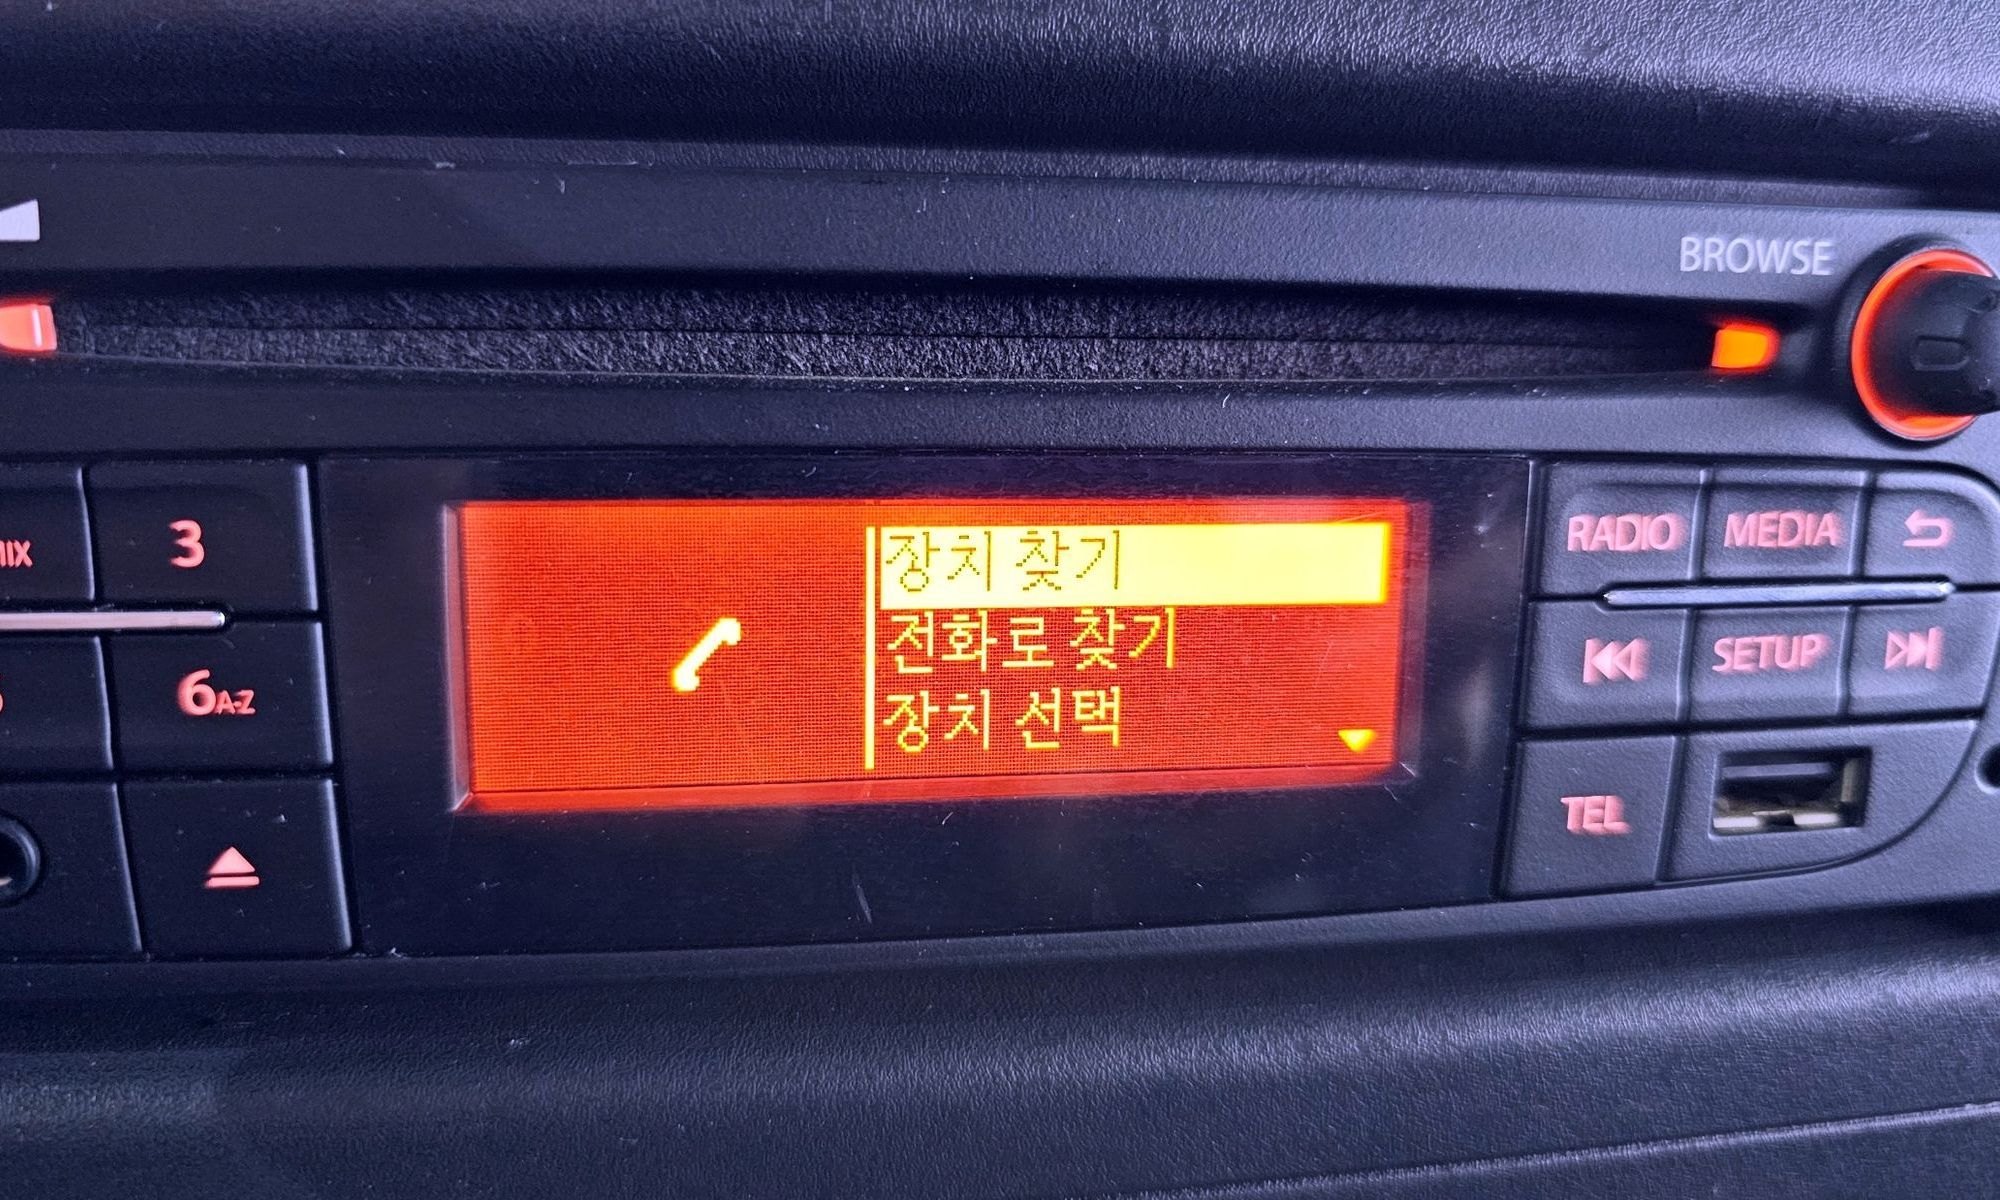 BROWSE
MIX
3
장치 찾기
RADIO
MEDIA
전화로 찾기
SETUP
6A-Z
장치 선택
TEL